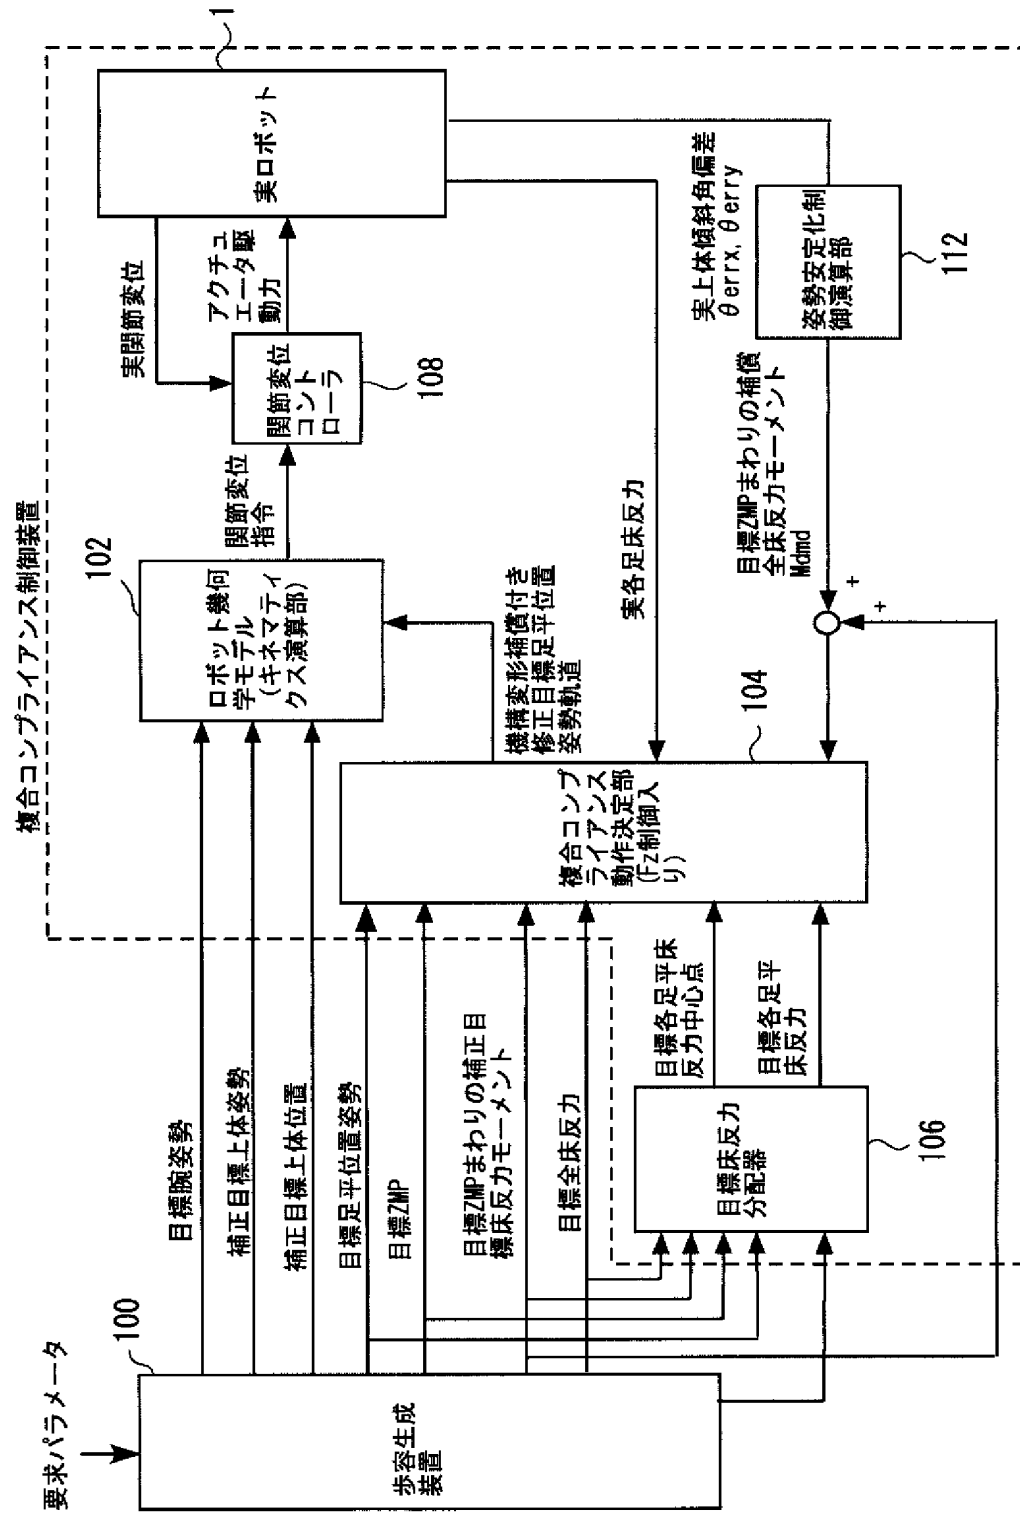 要求パラメータ
100
歩容生成
装置
目標腕姿勢
補正目標上体姿勢
補正目標上体位置
目標足平位置姿勢
目標ZMP
目標ZMPまわりの補正目
標床反力モーメント
目標全床反力
目標床反力
分配器
106
目標各足平床
反力中心点
目標各足平
床反力
複合コンプライアンス制御装置
102
ロボット幾何
学モデル
(キネマティ
クス演算部)
複合コンプ
ライアンス
動作決定部
(Fz制御入
り)
104
機構変形補償付き
修正目標足平位置
姿勢軌道
関節変位
指令
関節変位
コント
ローラ
108
実関節変位
アクチュ
エータ駆
動力
実ロボット
1
実各足床反力
実上体傾斜角偏差
θerrx, θerry
姿勢安定化制
御演算部
112
目標ZMPまわりの補償
全床反力モーメント
Mdmd
+
+